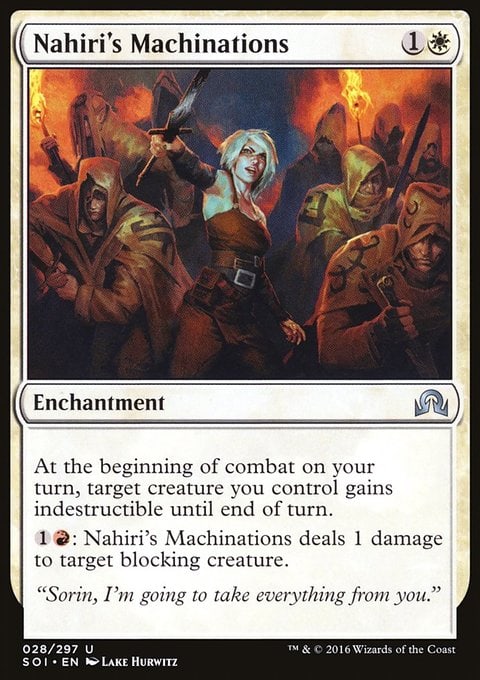 Nahiri's Machinations 1
Enchantment
At the beginning of combat on your
turn, target creature you control gains
indestructible until end of turn.
1: Nahiri's Machinations deals 1 damage
to target blocking creature.
"Sorin, I'm going to take everything from you."
028/297 U
SOI • EN Lake Hurwitz
™ & © 2016 Wizards of the Coast